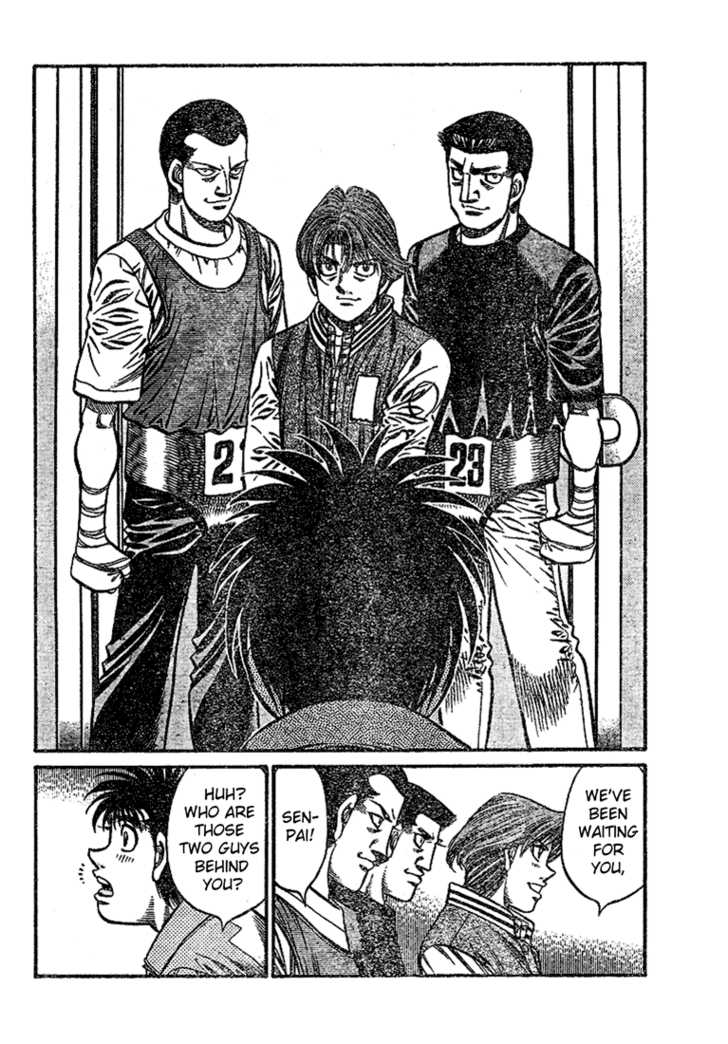 2
23
WE'VE
BEEN
WAITING
FOR
YOU,
SEN-
PAI!
HUH?
WHO ARE
THOSE
TWO GUYS
BEHIND
YOU?